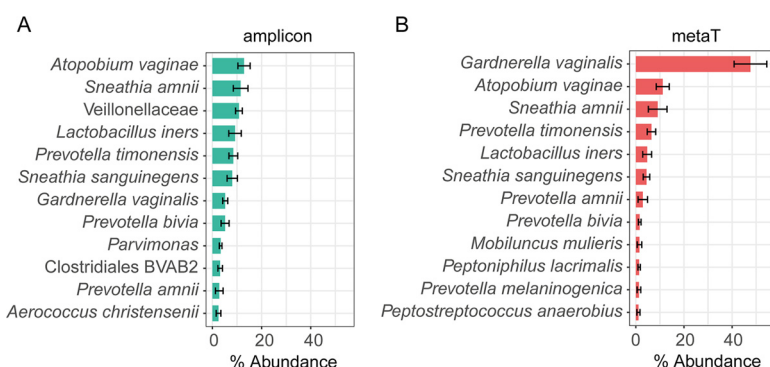 A
amplicon
Atopobium vaginae
Sneathia amnii
Veillonellaceae
Lactobacillus iners
Prevotella timonensis
Sneathia sanguinegens
Gardnerella vaginalis
Prevotella bivia
Parvimonas
Clostridiales BVAB2
Prevotella amnii
Aerococcus christensenii
0 20 40
% Abundance
B
metaT
Gardnerella vaginalis
Atopobium vaginae
Sneathia amnii
Prevotella timonensis
Lactobacillus iners
Sneathia sanguinegens
Prevotella amnii
Prevotella bivia
Mobiluncus mulieris
Peptoniphilus lacrimalis
Prevotella melaninogenica
Peptostreptococcus anaerobius
0 20 40
% Abundance